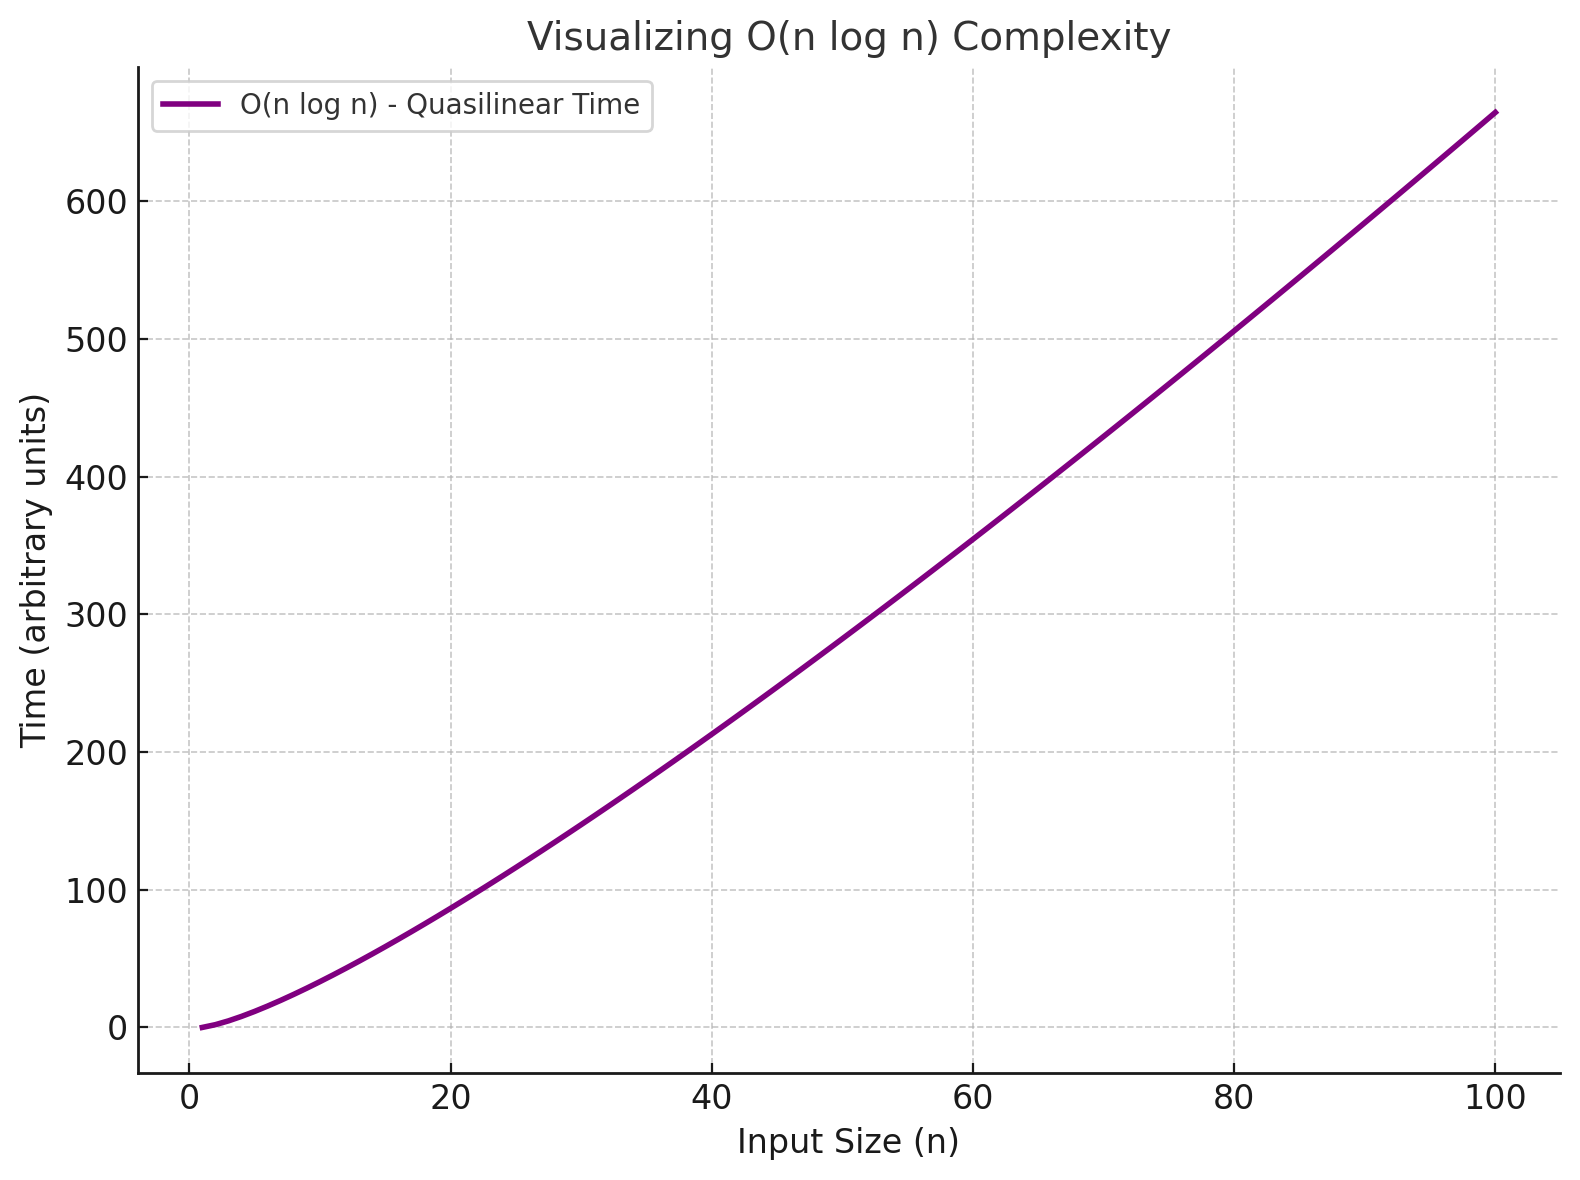 Visualizing O(n log n) Complexity
O(n log n) - Quasilinear Time
600
500
400
300
200
100
0
Time (arbitrary units)
0 20 40 60 80 100
Input Size (n)